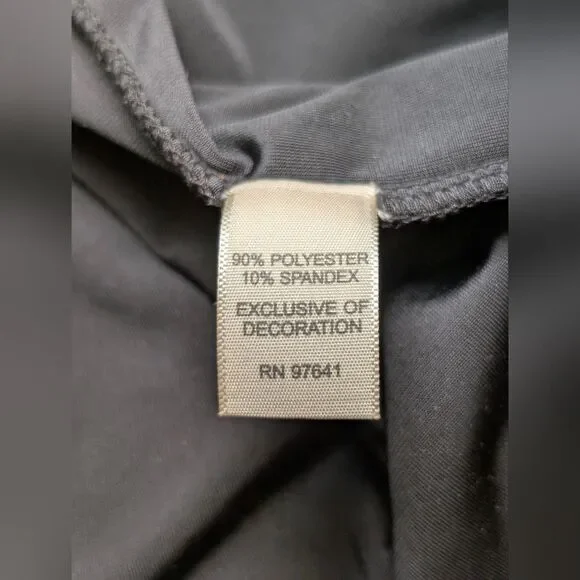 90% POLYESTER
10% SPANDEX
EXCLUSIVE OF
DECORATION
RN 97641